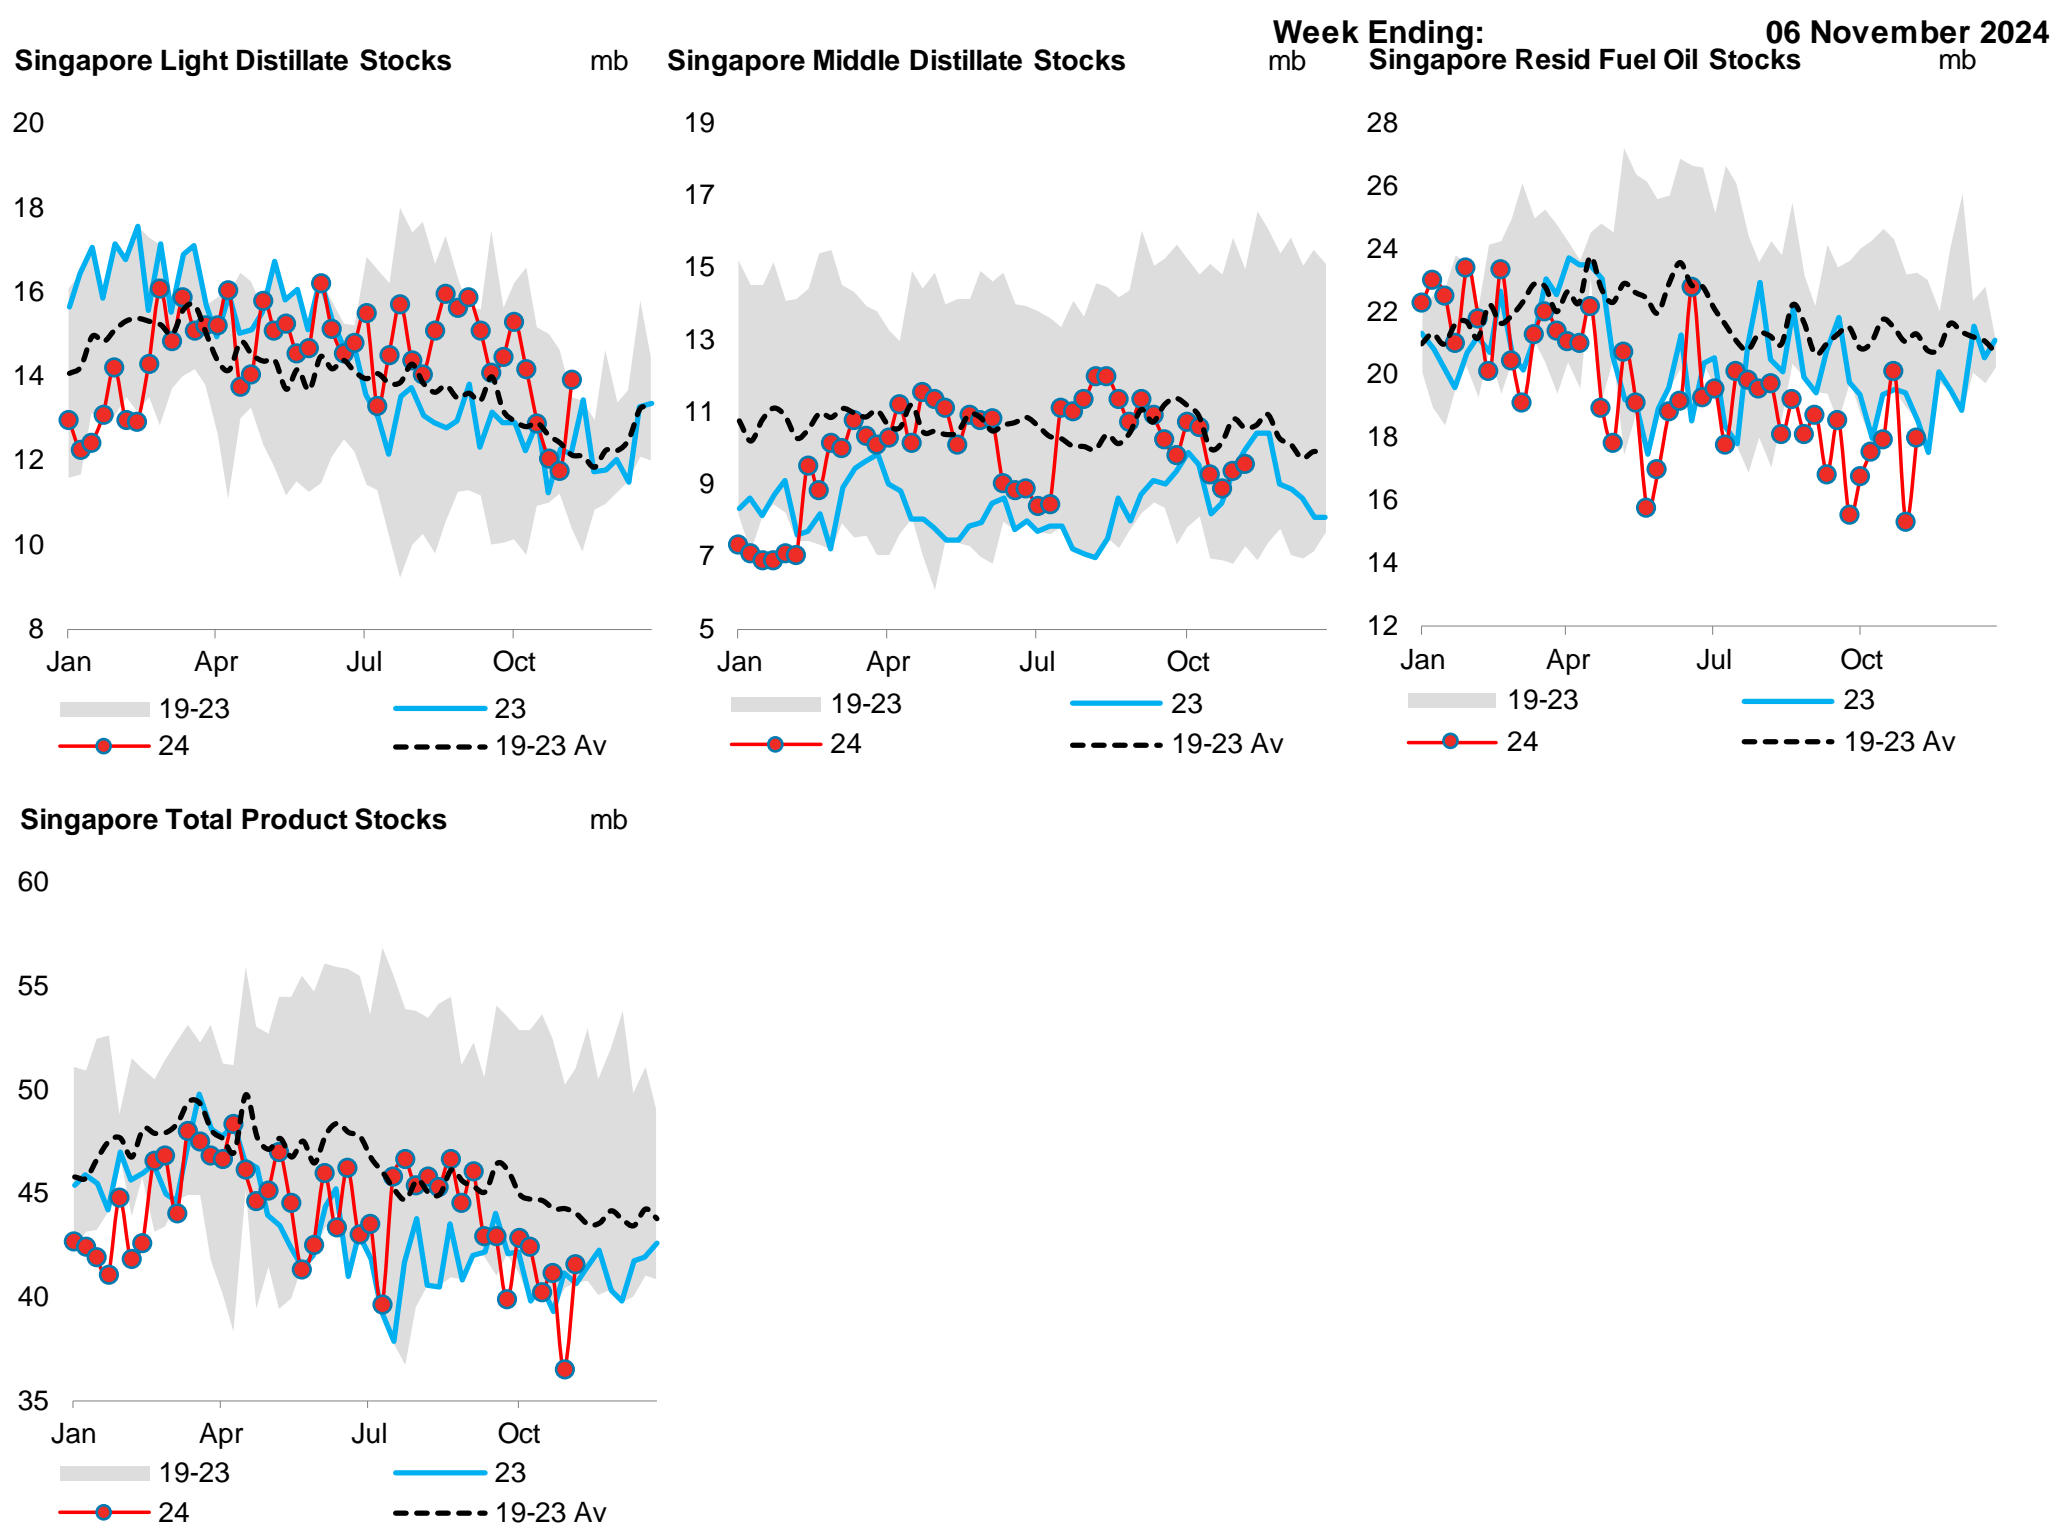 Week Ending: 06 November 2024
Singapore Light Distillate Stocks mb
20
18
16
14
12
10
8
Jan Apr Jul Oct
19-23 23
24 19-23 Av
Singapore Middle Distillate Stocks mb
19
17
15
13
11
9
7
5
Jan Apr Jul Oct
19-23 23
24 19-23 Av
Singapore Resid Fuel Oil Stocks mb
28
26
24
22
20
18
16
14
12
Jan Apr Jul Oct
19-23 23
24 19-23 Av
Singapore Total Product Stocks mb
60
55
50
45
40
35
Jan Apr Jul Oct
19-23 23
24 19-23 Av